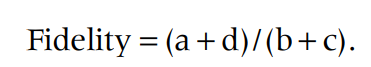 Fidelity = (a + d)/(b + c).